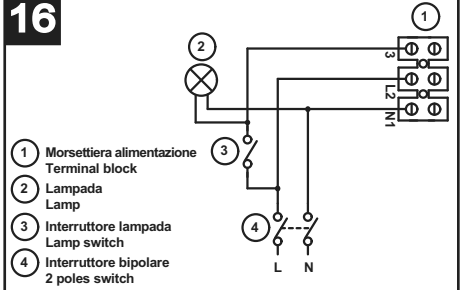 16
1
2
3
L2
N1
3
4
L N
1 Morsettiera alimentazione
Terminal block
2 Lampada
Lamp
3 Interruttore lampada
Lamp switch
4 Interruttore bipolare
2 poles switch